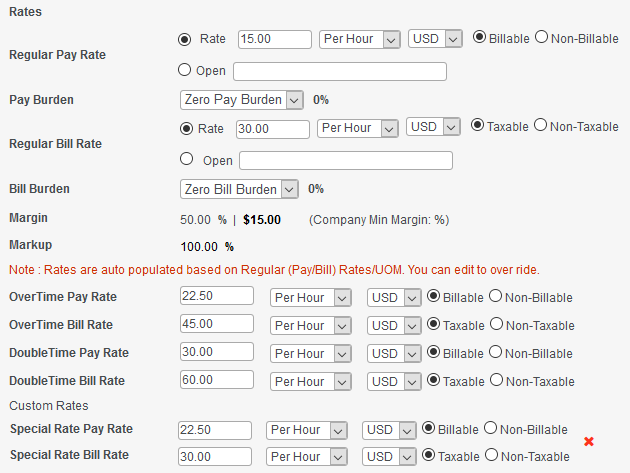 Rates
Regular Pay Rate Rate 15.00 Per Hour USD Billable Non-Billable
Open
Pay Burden Zero Pay Burden 0%
Regular Bill Rate Rate 30.00 Per Hour USD Taxable Non-Taxable
Open
Bill Burden Zero Bill Burden 0%
Margin 50.00 % | $15.00 (Company Min Margin: %)
Markup 100.00 %
Note : Rates are auto populated based on Regular (Pay/Bill) Rates/UOM. You can edit to over ride.
OverTime Pay Rate 22.50 Per Hour USD Billable Non-Billable
OverTime Bill Rate 45.00 Per Hour USD Taxable Non-Taxable
DoubleTime Pay Rate 30.00 Per Hour USD Billable Non-Billable
DoubleTime Bill Rate 60.00 Per Hour USD Taxable Non-Taxable
Custom Rates
Special Rate Pay Rate 22.50 Per Hour USD Billable Non-Billable
Special Rate Bill Rate 30.00 Per Hour USD Taxable Non-Taxable